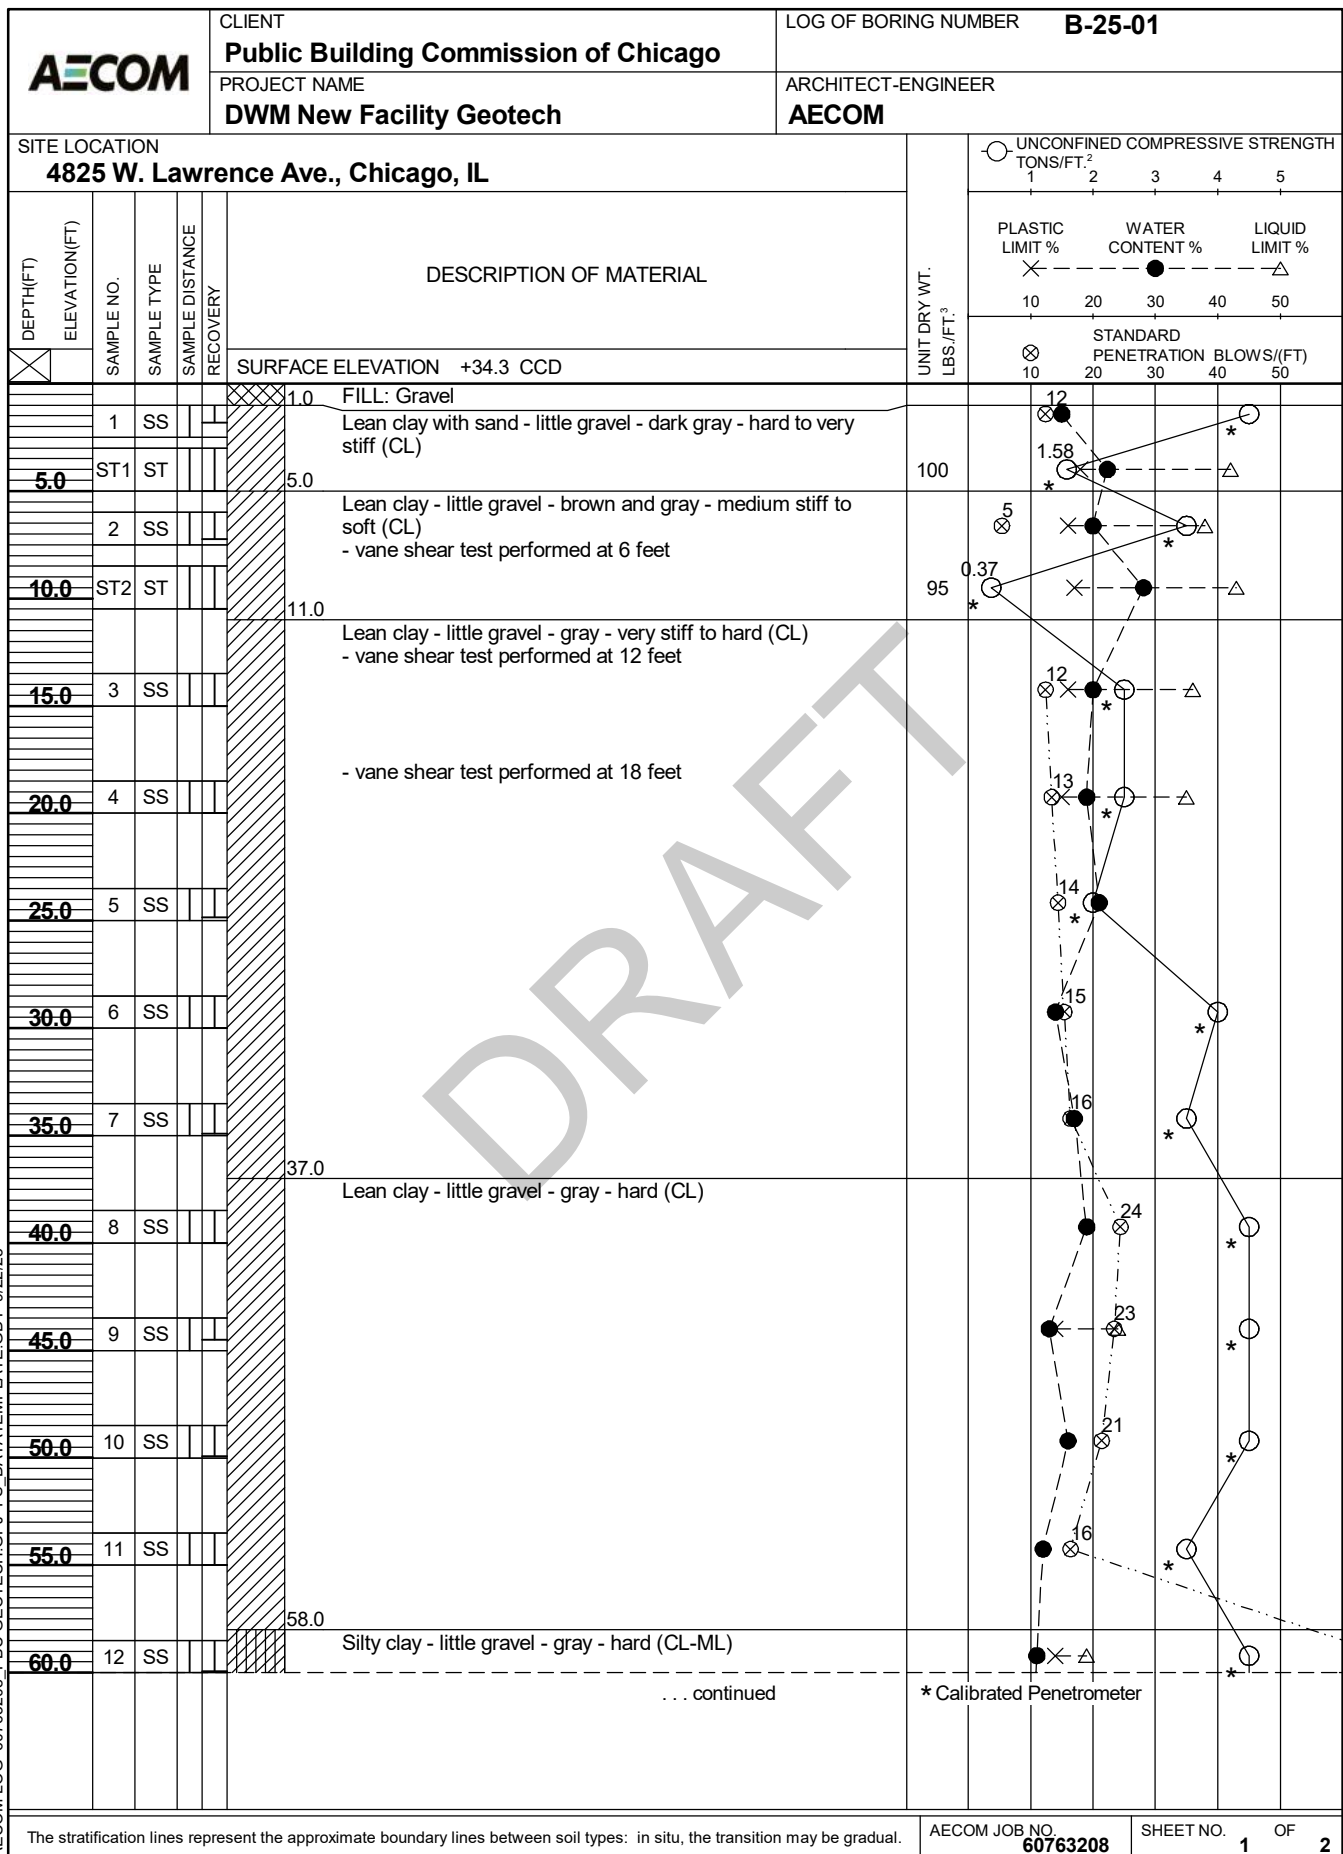 AECOM
CLIENT
Public Building Commission of Chicago
LOG OF BORING NUMBER B-25-01
PROJECT NAME
DWM New Facility Geotech
ARCHITECT-ENGINEER
AECOM
SITE LOCATION
4825 W. Lawrence Ave., Chicago, IL
UNCONFINED COMPRESSIVE STRENGTH
TONS/FT.²
1 2 3 4 5
DEPTH(FT)
ELEVATION(FT)
SAMPLE NO.
SAMPLE TYPE
SAMPLE DISTANCE
RECOVERY
DESCRIPTION OF MATERIAL
UNIT DRY WT.
LBS./FT.³
PLASTIC LIMIT %
WATER CONTENT %
LIQUID LIMIT %
10 20 30 40 50
STANDARD
PENETRATION BLOWS/(FT)
10 20 30 40 50
SURFACE ELEVATION +34.3 CCD
1.0 FILL: Gravel
12
1 SS Lean clay with sand - little gravel - dark gray - hard to very
stiff (CL)
*
1.58
5.0 ST1 ST 5.0 100
*
Lean clay - little gravel - brown and gray - medium stiff to
5
2 SS soft (CL)
- vane shear test performed at 6 feet
*
0.37
10.0 ST2 ST 95
*
11.0
Lean clay - little gravel - gray - very stiff to hard (CL)
- vane shear test performed at 12 feet
12
15.0 3 SS
*
- vane shear test performed at 18 feet
13
20.0 4 SS
*
14
25.0 5 SS
*
15
30.0 6 SS
*
16
35.0 7 SS
*
37.0
Lean clay - little gravel - gray - hard (CL)
24
40.0 8 SS
*
23
45.0 9 SS
*
21
50.0 10 SS
*
16
55.0 11 SS
*
58.0
Silty clay - little gravel - gray - hard (CL-ML)
60.0 12 SS
*
. . . continued
* Calibrated Penetrometer
DRAFT
The stratification lines represent the approximate boundary lines between soil types: in situ, the transition may be gradual.
AECOM JOB NO.
60763208
SHEET NO. 1 OF 2